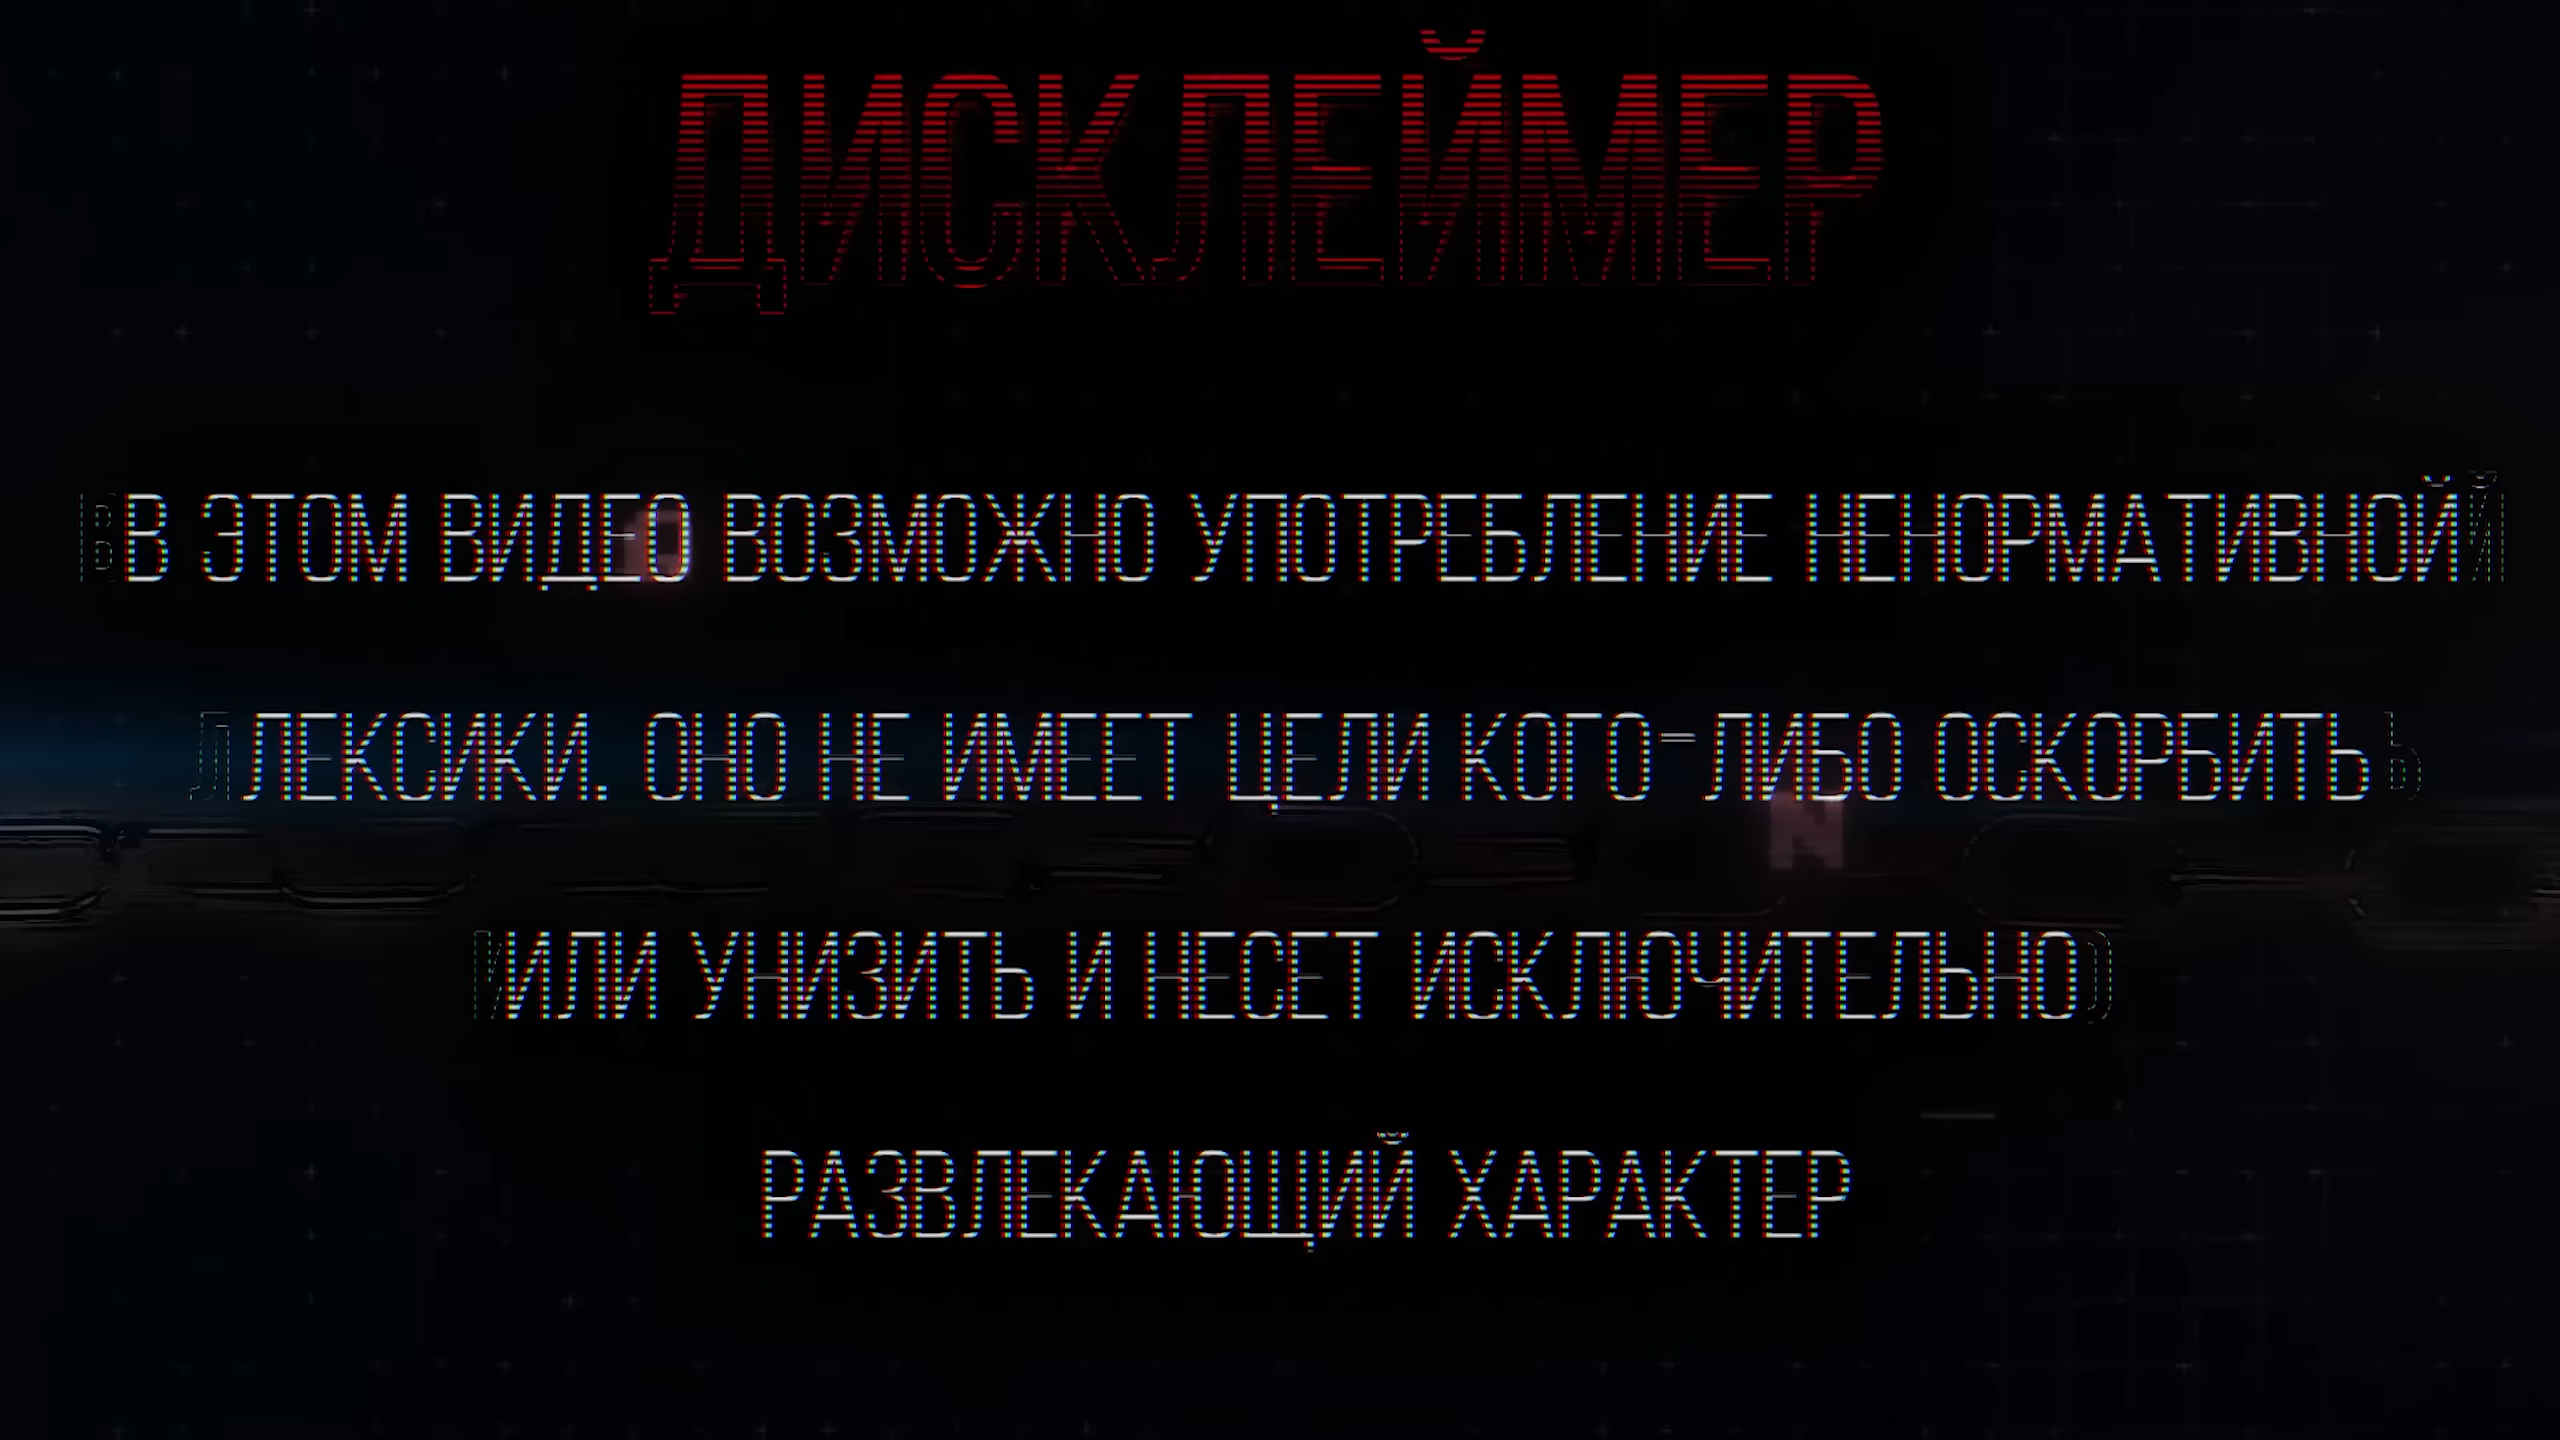 ДИСКЛЕЙМЕР
В ЭТОМ ВИДЕО ВОЗМОЖНО УПОТРЕБЛЕНИЕ НЕНОРМАТИВНОЙ
ЛЕКСИКИ. ОНО НЕ ИМЕЕТ ЦЕЛИ КОГО-ЛИБО ОСКОРБИТЬ
ИЛИ УНИЗИТЬ И НЕСЕТ ИСКЛЮЧИТЕЛЬНО
РАЗВЛЕКАЮЩИЙ ХАРАКТЕР